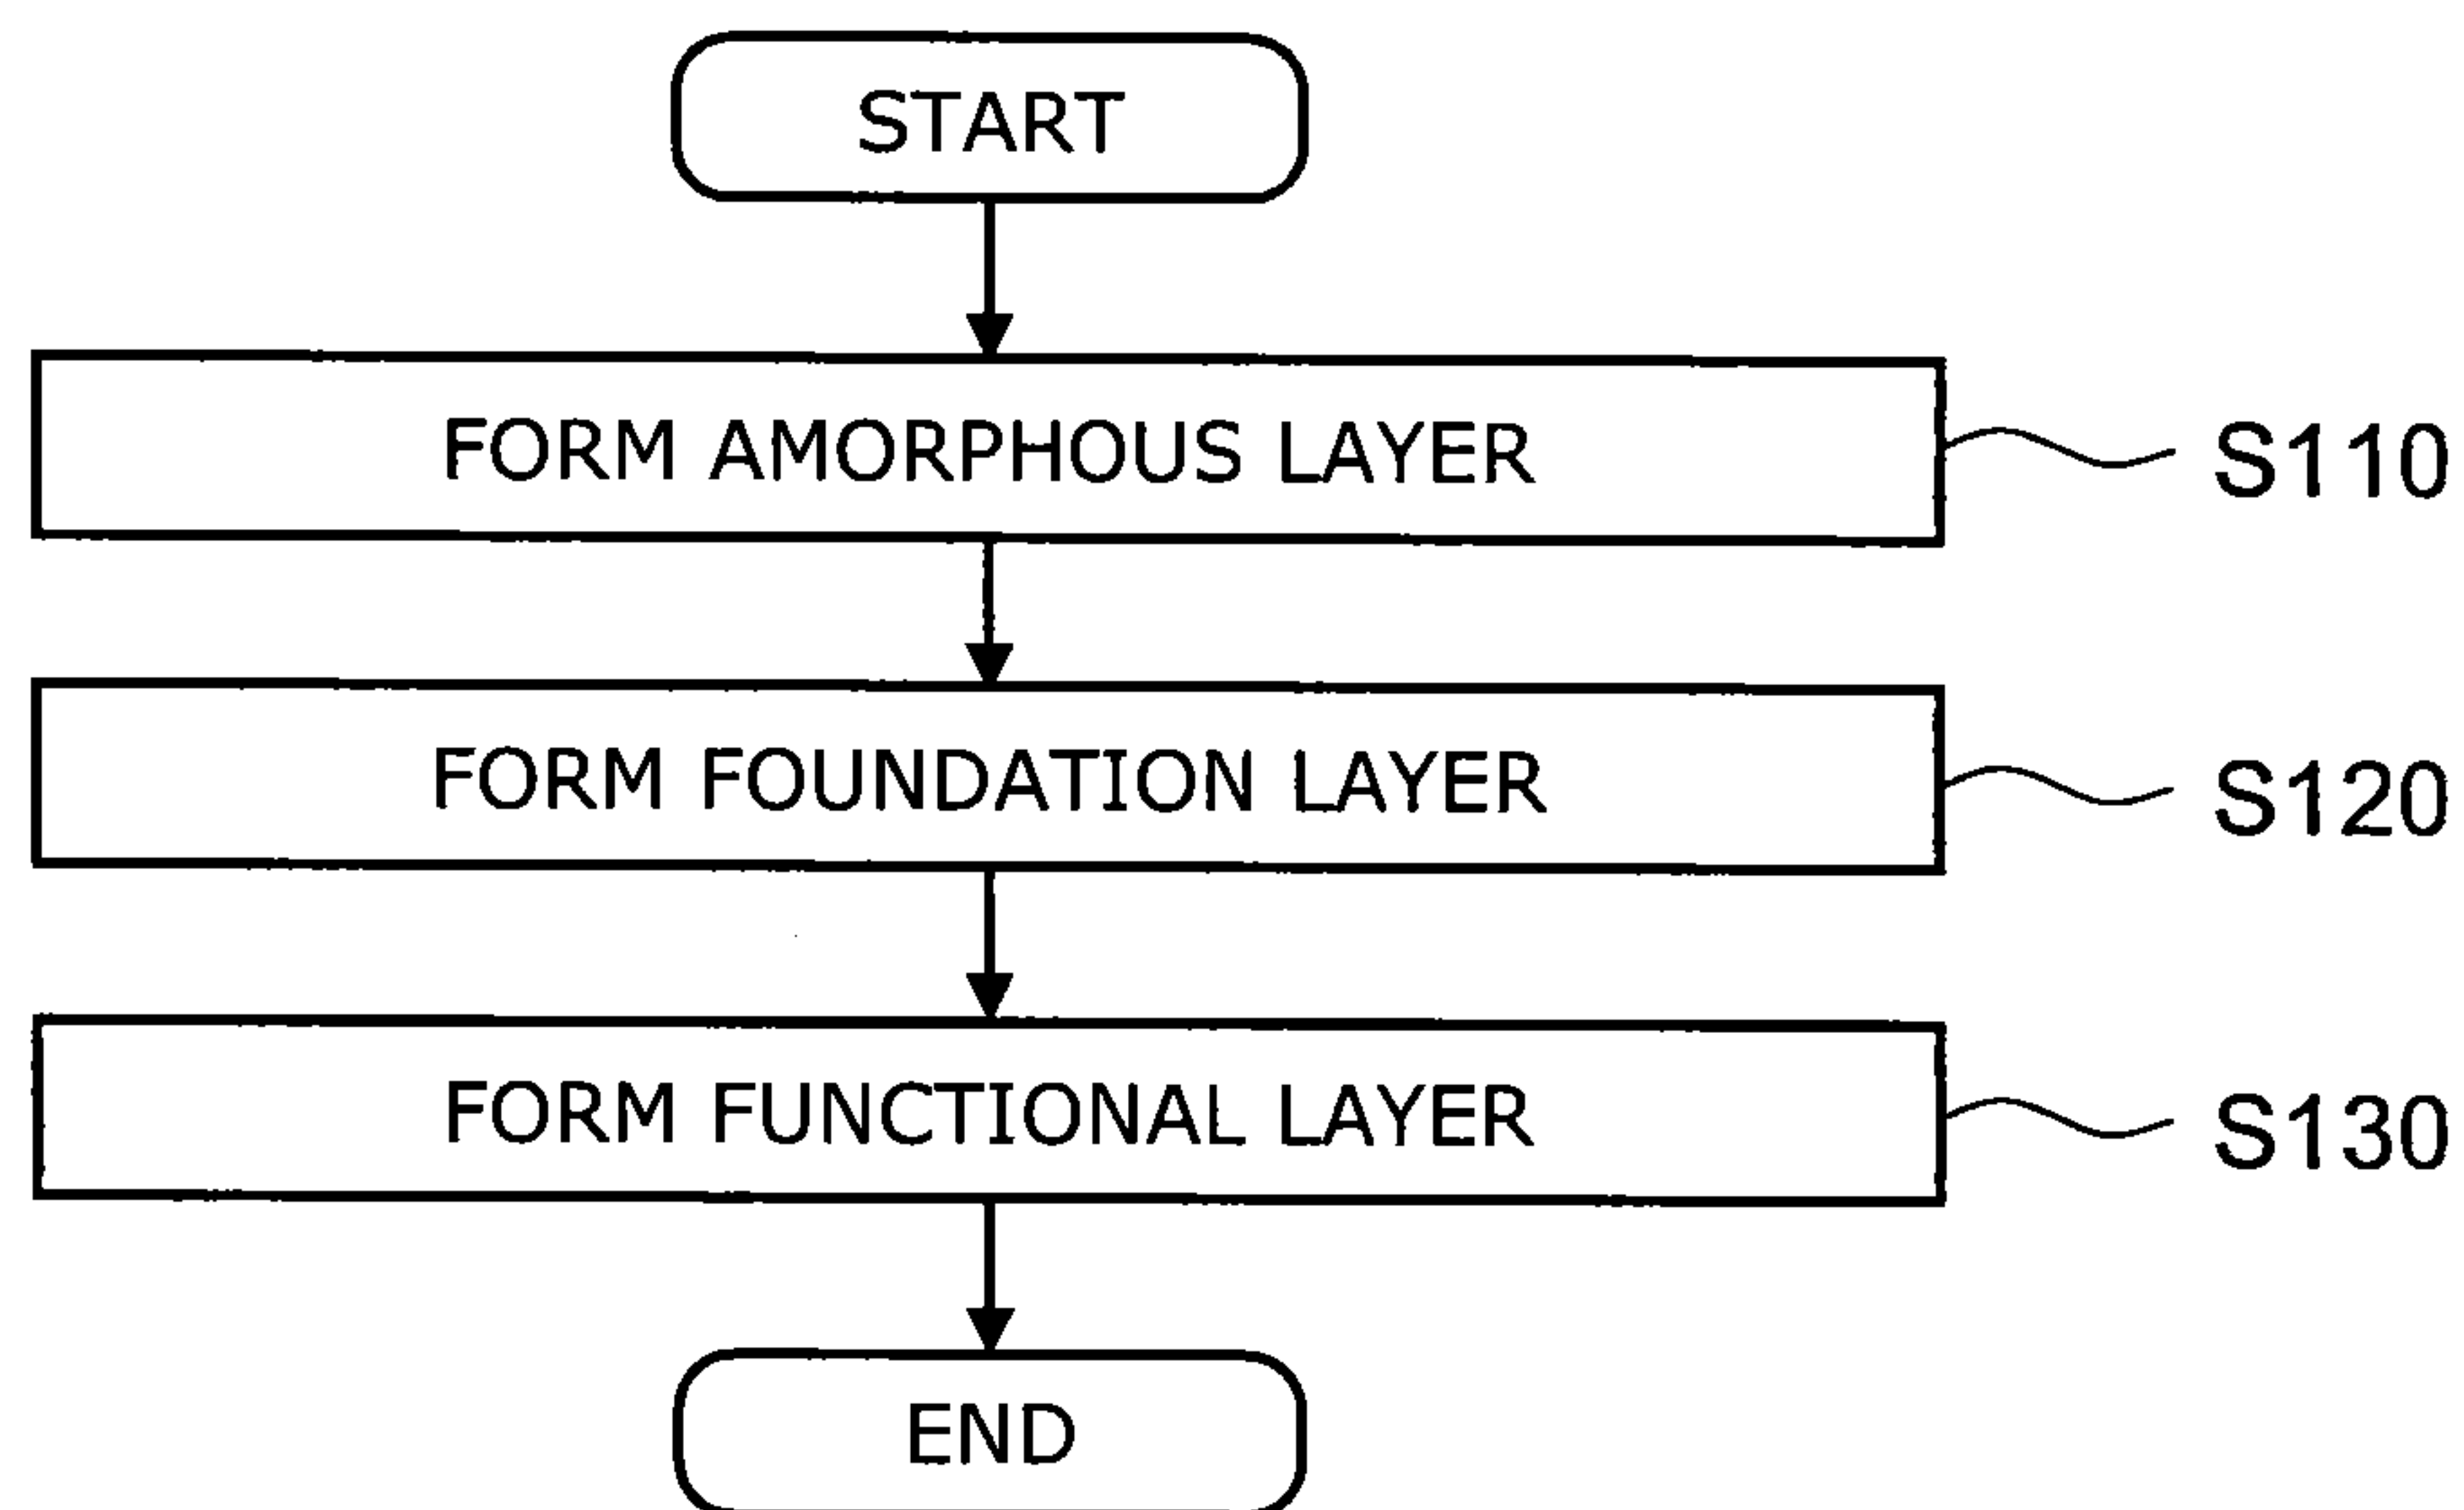 START
FORM AMORPHOUS LAYER
S110
FORM FOUNDATION LAYER
S120
FORM FUNCTIONAL LAYER
S130
END